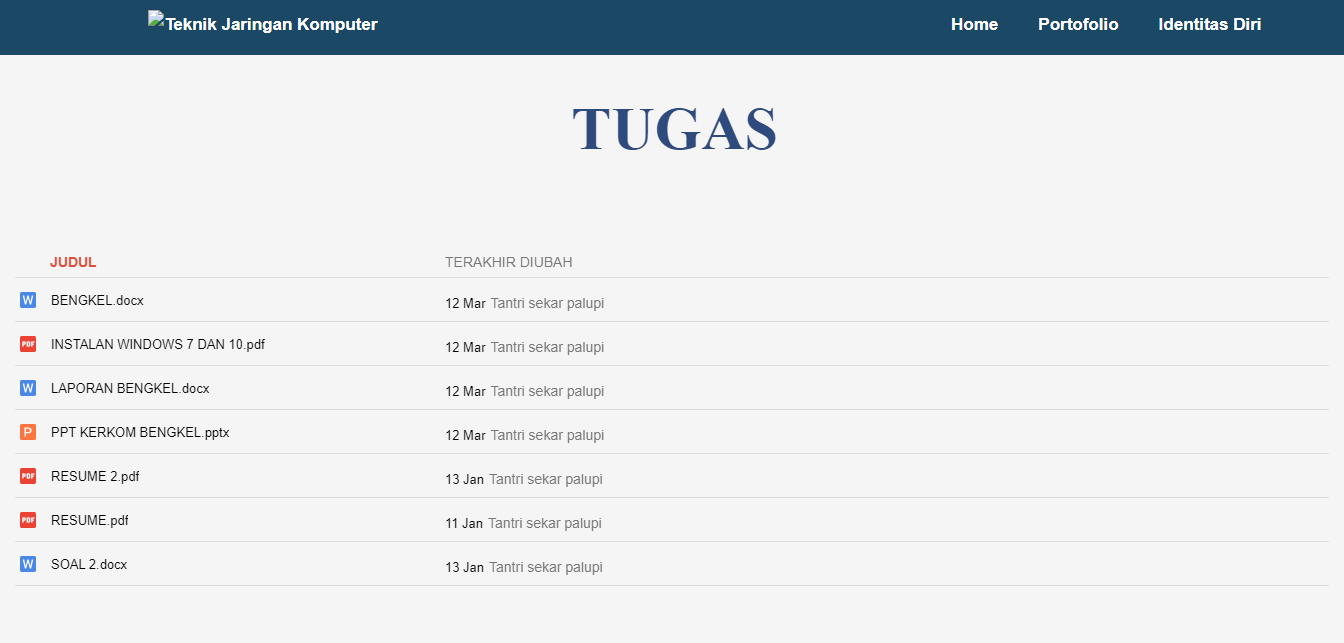 Teknik Jaringan Komputer Home Portofolio Identitas Diri
TUGAS
JUDUL TERAKHIR DIUBAH
W BENGKEL.docx 12 Mar Tantri sekar palupi
PDF INSTALAN WINDOWS 7 DAN 10.pdf 12 Mar Tantri sekar palupi
W LAPORAN BENGKEL.docx 12 Mar Tantri sekar palupi
P PPT KERKOM BENGKEL.pptx 12 Mar Tantri sekar palupi
PDF RESUME 2.pdf 13 Jan Tantri sekar palupi
PDF RESUME.pdf 11 Jan Tantri sekar palupi
W SOAL 2.docx 13 Jan Tantri sekar palupi